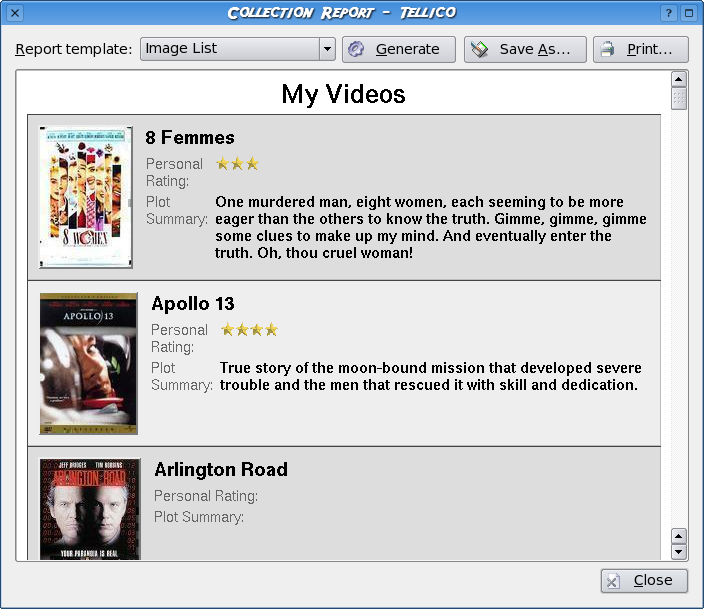 Collection Report - Tellico
Report template: Image List Generate Save As... Print...
My Videos
8 Femmes
Personal Rating:
Plot Summary: One murdered man, eight women, each seeming to be more
eager than the others to know the truth. Gimme, gimme, gimme
some clues to make up my mind. And eventually enter the
truth. Oh, thou cruel woman!
8 WOMEN
Apollo 13
Personal Rating:
Plot Summary: True story of the moon-bound mission that developed severe
trouble and the men that rescued it with skill and dedication.
COLLECTOR'S EDITION
APOLLO 13
WIDESCREEN
Arlington Road
Personal Rating:
Plot Summary:
JEFF BRIDGES TIM ROBBINS
ARLINGTON ROAD
YOUR PARANOIA IS REAL
Close